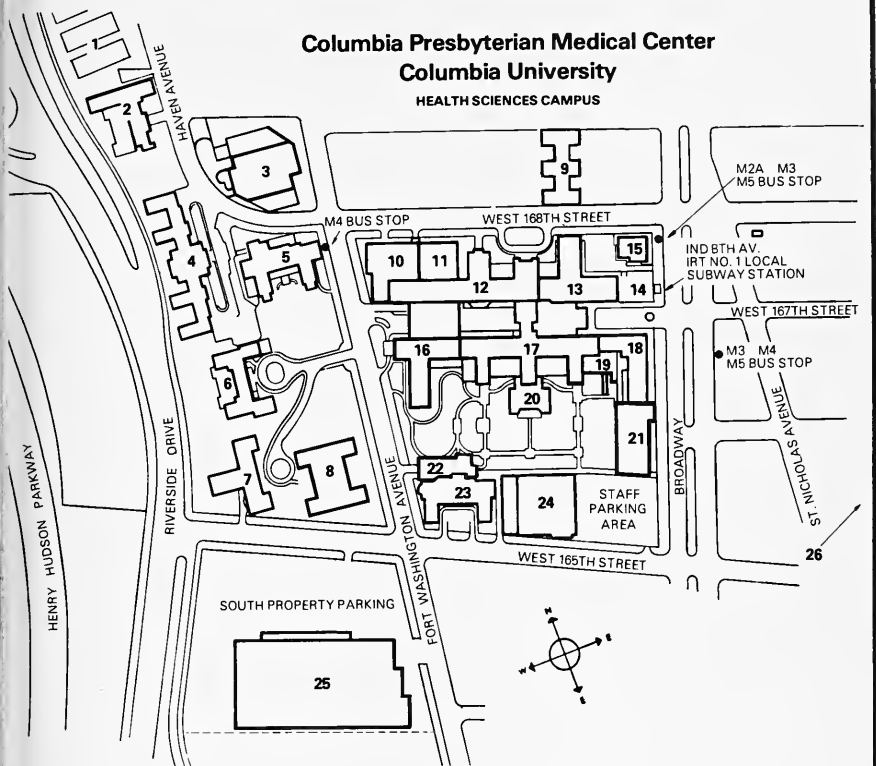 Columbia Presbyterian Medical Center
Columbia University
HEALTH SCIENCES CAMPUS
1
HAVEN AVENUE
2
3
9
M2A M3
M5 BUS STOP
M4 BUS STOP
WEST 168TH STREET
4
5
10
11
12
13
14
15
IND 8TH AV.
IRT NO. 1 LOCAL
SUBWAY STATION
WEST 167TH STREET
16
17
18
19
M3 M4
M5 BUS STOP
6
20
21
7
8
22
23
24
STAFF
PARKING
AREA
BROADWAY
ST. NICHOLAS AVENUE
26
HENRY HUDSON PARKWAY
RIVERSIDE DRIVE
FORT WASHINGTON AVENUE
WEST 165TH STREET
SOUTH PROPERTY PARKING
25
N
E
W
E